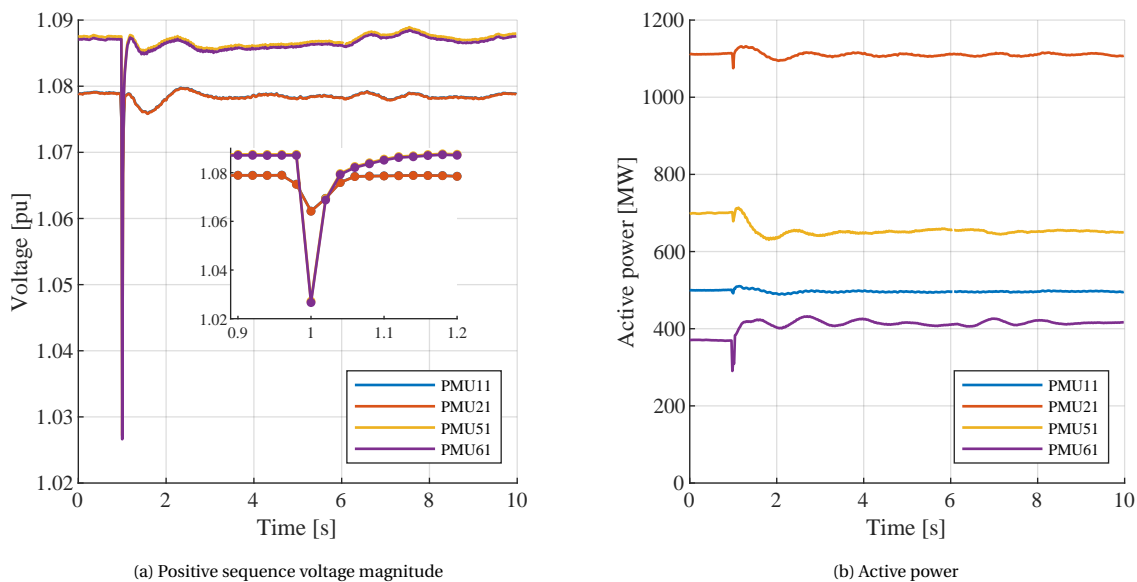 1.09
1.08
1.07
1.06
1.05
1.04
1.03
1.02
Voltage [pu]
1.08
1.06
1.04
1.02
0.9 1 1.1 1.2
PMU11
PMU21
PMU51
PMU61
0 2 4 6 8 10
Time [s]
(a) Positive sequence voltage magnitude
1200
1000
800
600
400
200
0
Active power [MW]
PMU11
PMU21
PMU51
PMU61
0 2 4 6 8 10
Time [s]
(b) Active power